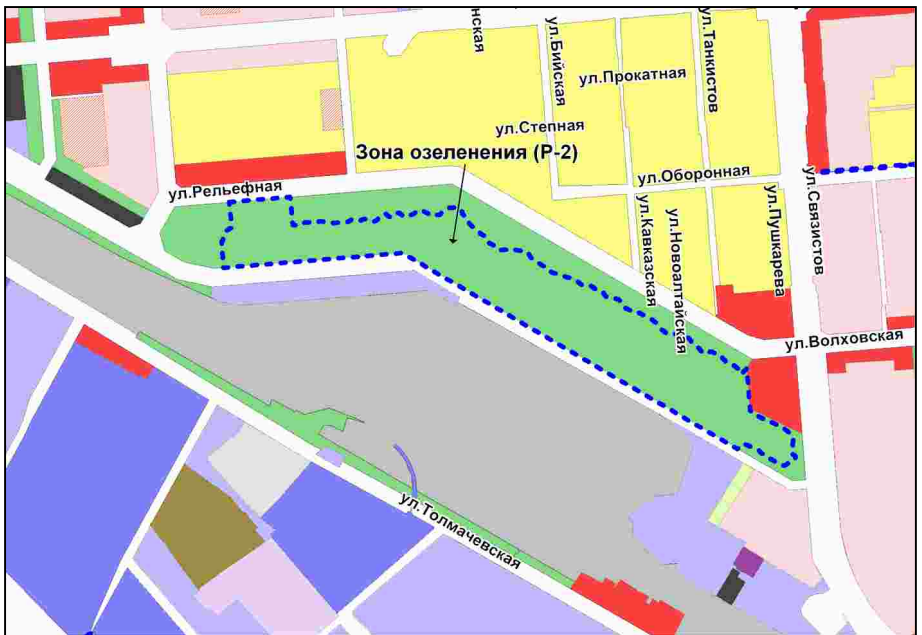 нская
ул.Бийская
ул.Танкистов
ул.Прокатная
ул.Степная
Зона озеленения (Р-2)
ул.Рельефная
ул.Оборонная
ул.Кавказская
ул.Новоалтайская
ул.Пушкарева
ул.Связистов
ул.Волховская
ул.Толмачевская